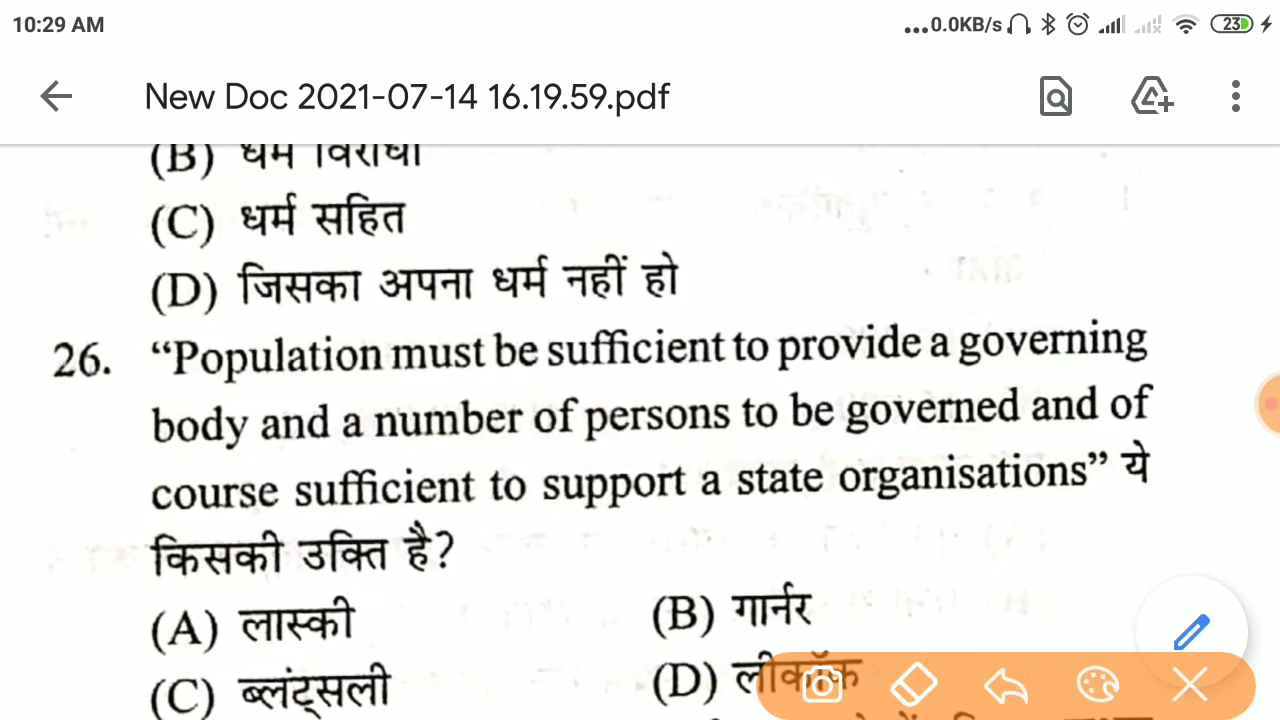 10:29 AM
...0.0KB/s
23
New Doc 2021-07-14 16.19.59.pdf
(B) धर्म विरोधी
(C) धर्म सहित
(D) जिसका अपना धर्म नहीं हो
26. “Population must be sufficient to provide a governing
body and a number of persons to be governed and of
course sufficient to support a state organisations” ये
किसकी उक्ति है?
(A) लास्की (B) गार्नर
(C) ब्लंट्सली (D) लीकॉक